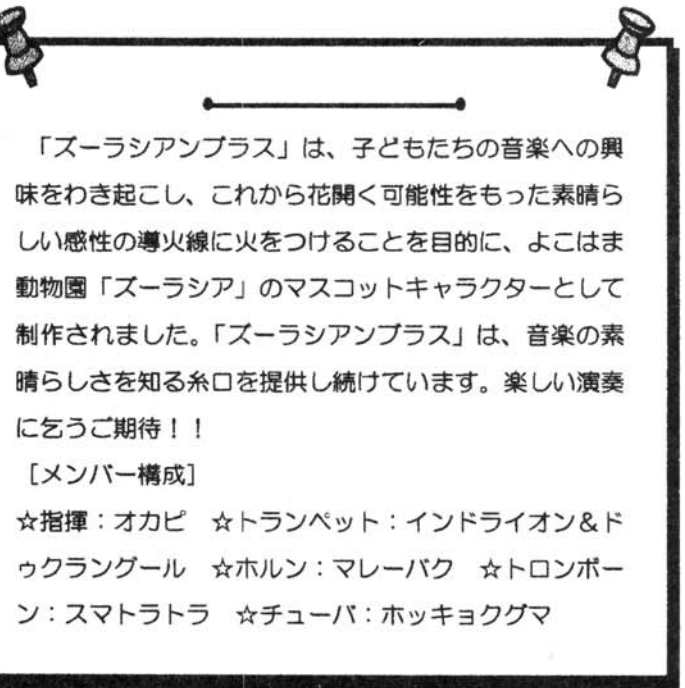 「ズーラシアンブラス」は、子どもたちの音楽への興
味をわき起こし、これから花開く可能性をもった素晴ら
しい感性の導火線に火をつけることを目的に、よこはま
動物園「ズーラシア」のマスコットキャラクターとして
制作されました。「ズーラシアンブラス」は、音楽の素
晴らしさを知る糸口を提供し続けています。楽しい演奏
に乞うご期待！！
［メンバー構成］
☆指揮：オカピ　☆トランペット：インドライオン＆ド
ゥクラングール　☆ホルン：マレーバク　☆トロンボー
ン：スマトラトラ　☆チューバ：ホッキョクグマ